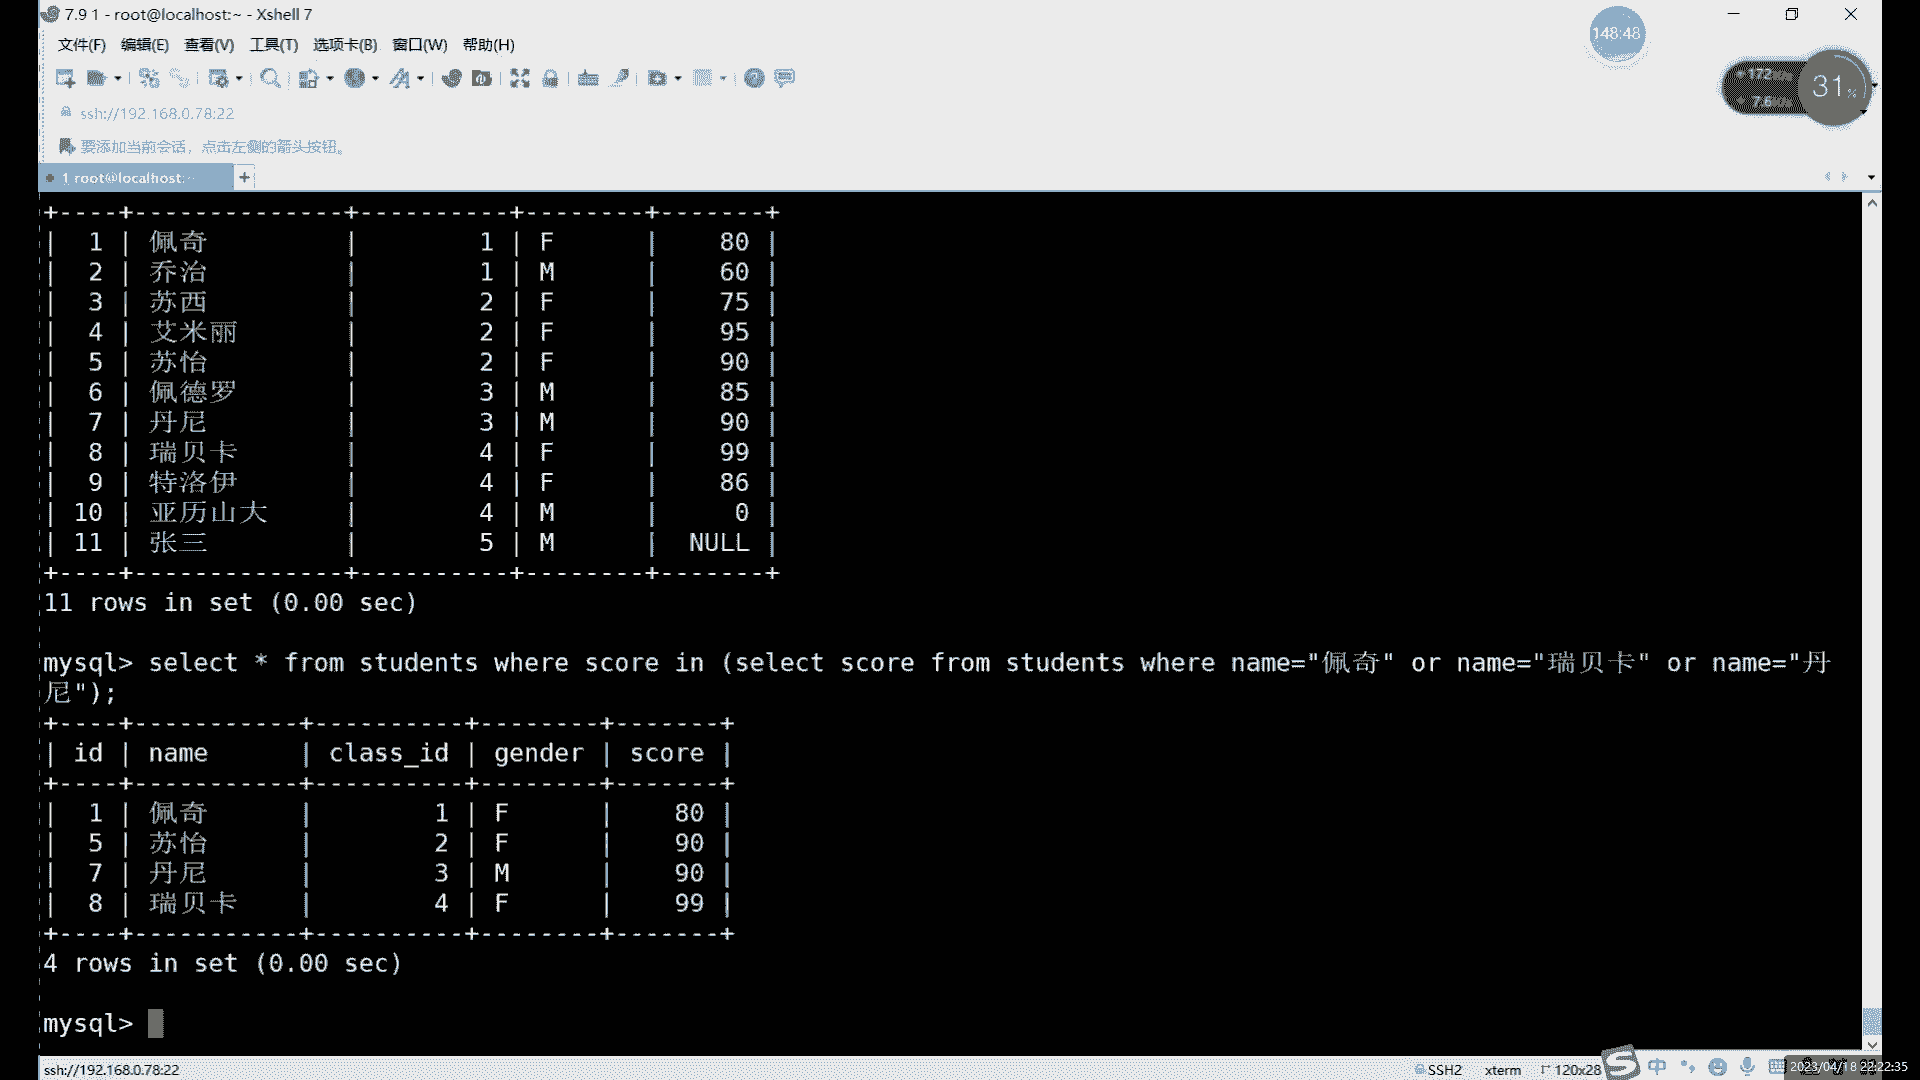 7.9 1 - root@localhost:~ - Xshell 7
148:48
文件(F) 编辑(E) 查看(V) 工具(T) 选项卡(B) 窗口(W) 帮助(H)
172
7.6
31%
ssh://192.168.0.78:22
要添加当前会话，点击左侧的箭头按钮。
1 root@localhost:~
+
+----+--------------+----------+--------+-------+
| 1 | 佩奇 | 1 | F | 80 |
| 2 | 乔治 | 1 | M | 60 |
| 3 | 苏西 | 2 | F | 75 |
| 4 | 艾米丽 | 2 | F | 95 |
| 5 | 苏怡 | 2 | F | 90 |
| 6 | 佩德罗 | 3 | M | 85 |
| 7 | 丹尼 | 3 | M | 90 |
| 8 | 瑞贝卡 | 4 | F | 99 |
| 9 | 特洛伊 | 4 | F | 86 |
| 10 | 亚历山大 | 4 | M | 0 |
| 11 | 张三 | 5 | M | NULL |
+----+--------------+----------+--------+-------+
11 rows in set (0.00 sec)
mysql> select * from students where score in (select score from students where name="佩奇" or name="瑞贝卡" or name="丹
尼");
+----+-----------+----------+--------+-------+
| id | name | class_id | gender | score |
+----+-----------+----------+--------+-------+
| 1 | 佩奇 | 1 | F | 80 |
| 5 | 苏怡 | 2 | F | 90 |
| 7 | 丹尼 | 3 | M | 90 |
| 8 | 瑞贝卡 | 4 | F | 99 |
+----+-----------+----------+--------+-------+
4 rows in set (0.00 sec)
mysql>
ssh://192.168.0.78:22
SSH2 xterm 120x28
中
2023/04/18 22:22:35